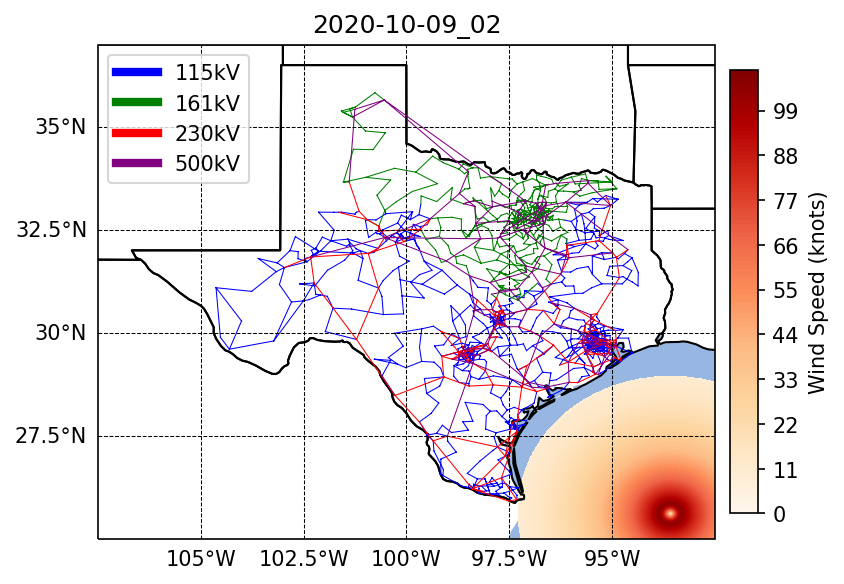 2020-10-09_02
115kV
161kV
230kV
500kV
35°N
32.5°N
30°N
27.5°N
105°W
102.5°W
100°W
97.5°W
95°W
99
88
77
66
55
44
33
22
11
0
Wind Speed (knots)